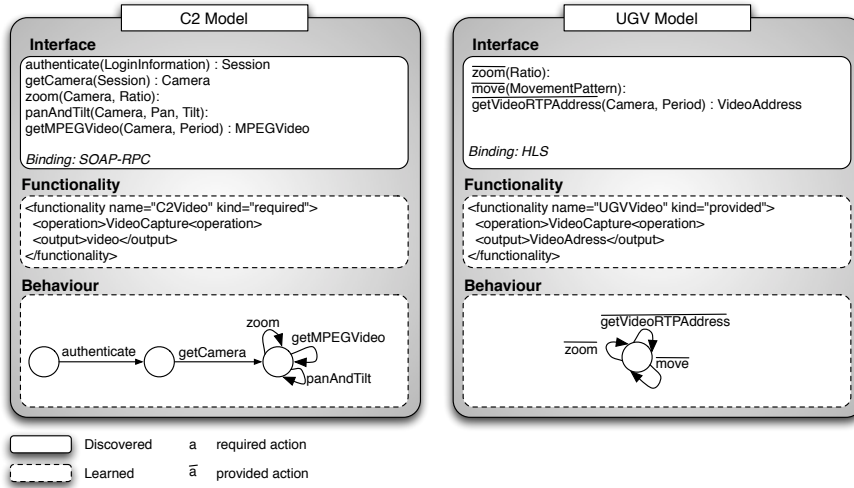 C2 Model
Interface
authenticate(LoginInformation) : Session
getCamera(Session) : Camera
zoom(Camera, Ratio):
panAndTilt(Camera, Pan, Tilt):
getMPEGVideo(Camera, Period) : MPEGVideo
Binding: SOAP-RPC
Functionality
<functionality name="C2Video" kind="required">
<operation>VideoCapture<operation>
<output>video</output>
</functionality>
Behaviour
authenticate
getCamera
zoom
getMPEGVideo
panAndTilt
UGV Model
Interface
zoom(Ratio):
move(MovementPattern):
getVideoRTPAddress(Camera, Period) : VideoAddress
Binding: HLS
Functionality
<functionality name="UGVVideo" kind="provided">
<operation>VideoCapture<operation>
<output>VideoAdress</output>
</functionality>
Behaviour
getVideoRTPAddress
zoom
move
Discovered
a required action
Learned
a provided action